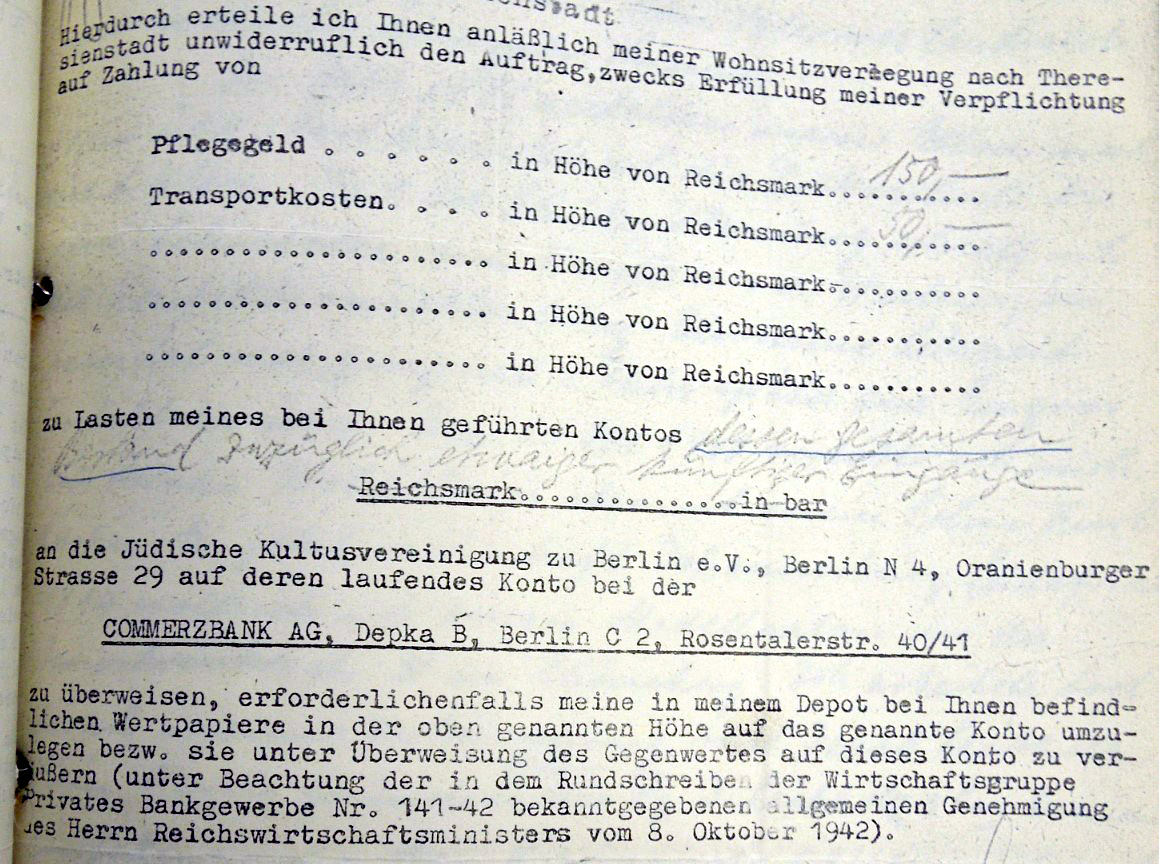 Hierdurch erteile ich Ihnen anläßlich meiner Wohnsitzverlegung nach There-
sienstadt unwiderruflich den Auftrag,zwecks Erfüllung meiner Verpflichtung
auf Zahlung von
Pflegegeld . . . . . . in Höhe von Reichsmark...150,—...
Transportkosten. . . . in Höhe von Reichsmark...50,—...
...................... in Höhe von Reichsmark...........
...................... in Höhe von Reichsmark...........
...................... in Höhe von Reichsmark...........
zu Lasten meines bei Ihnen geführten Kontos dessen gesamten
Bestand zuzüglich etwaiger künftiger Eingänge
Reichsmark...............in bar
an die Jüdische Kultusvereinigung zu Berlin e.V., Berlin N 4, Oranienburger
Strasse 29 auf deren laufendes Konto bei der
COMMERZBANK AG, Depka B, Berlin C 2, Rosentalerstr. 40/41
zu überweisen, erforderlichenfalls meine in meinem Depot bei Ihnen befind-
lichen Wertpapiere in der oben genannten Höhe auf das genannte Konto umzu-
legen bezw. sie unter Überweisung des Gegenwertes auf dieses Konto zu ver-
äußern (unter Beachtung der in dem Rundschreiben der Wirtschaftsgruppe
Privates Bankgewerbe Nr. 141-42 bekanntgegebenen allgemeinen Genehmigung
des Herrn Reichswirtschaftsministers vom 8. Oktober 1942).